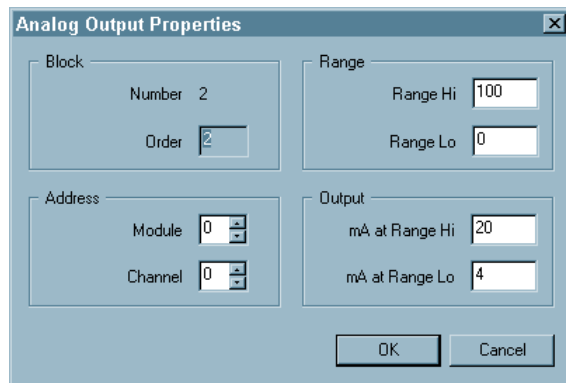 Analog Output Properties
Block
Number 2
Order 2
Range
Range Hi 100
Range Lo 0
Address
Module 0
Channel 0
Output
mA at Range Hi 20
mA at Range Lo 4
OK
Cancel